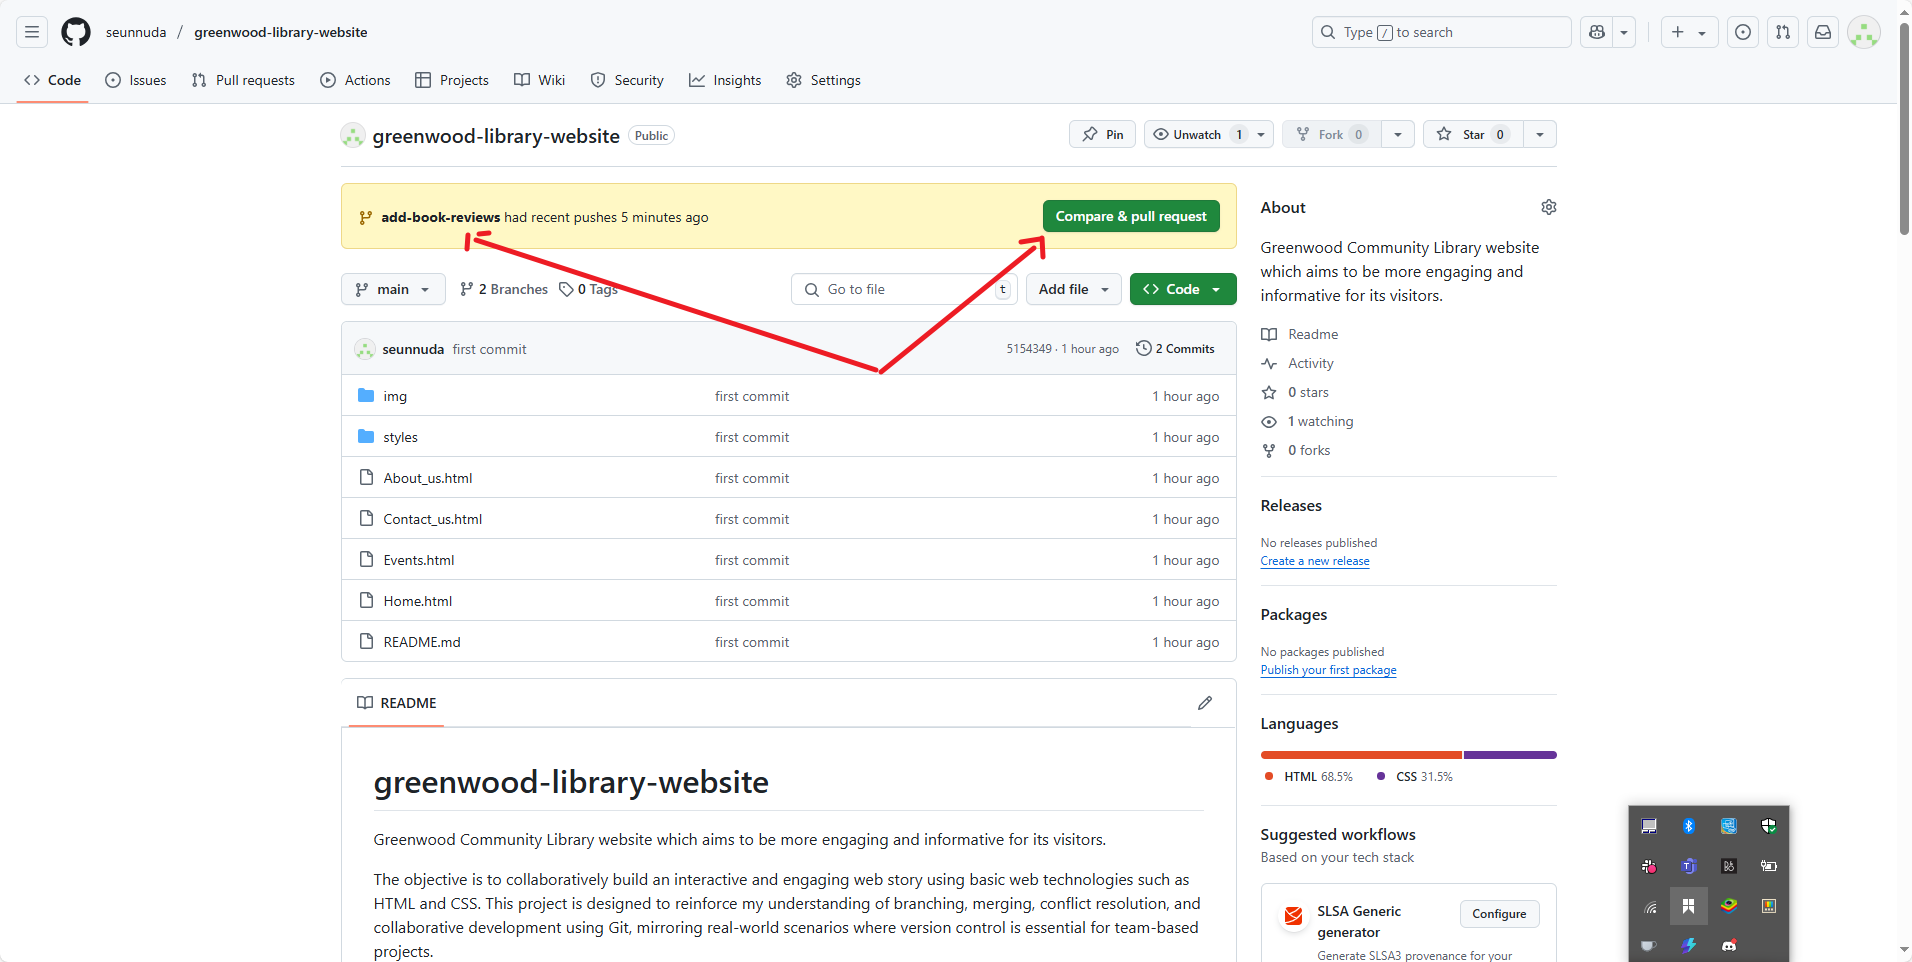 seunnuda / greenwood-library-website
Type / to search
Code Issues Pull requests Actions Projects Wiki Security Insights Settings
greenwood-library-website Public
Pin Unwatch 1 Fork 0 Star 0
add-book-reviews had recent pushes 5 minutes ago Compare & pull request
main 2 Branches 0 Tags Go to file t Add file Code
seunnuda first commit 5154349 · 1 hour ago 2 Commits
img first commit 1 hour ago
styles first commit 1 hour ago
About_us.html first commit 1 hour ago
Contact_us.html first commit 1 hour ago
Events.html first commit 1 hour ago
Home.html first commit 1 hour ago
README.md first commit 1 hour ago
README
greenwood-library-website
Greenwood Community Library website which aims to be more engaging and informative for its visitors.
The objective is to collaboratively build an interactive and engaging web story using basic web technologies such as
HTML and CSS. This project is designed to reinforce my understanding of branching, merging, conflict resolution, and
collaborative development using Git, mirroring real-world scenarios where version control is essential for team-based
projects.
About
Greenwood Community Library website
which aims to be more engaging and
informative for its visitors.
Readme
Activity
0 stars
1 watching
0 forks
Releases
No releases published
Create a new release
Packages
No packages published
Publish your first package
Languages
HTML 68.5% CSS 31.5%
Suggested workflows
Based on your tech stack
SLSA Generic
generator
Configure
Generate SLSA3 provenance for your